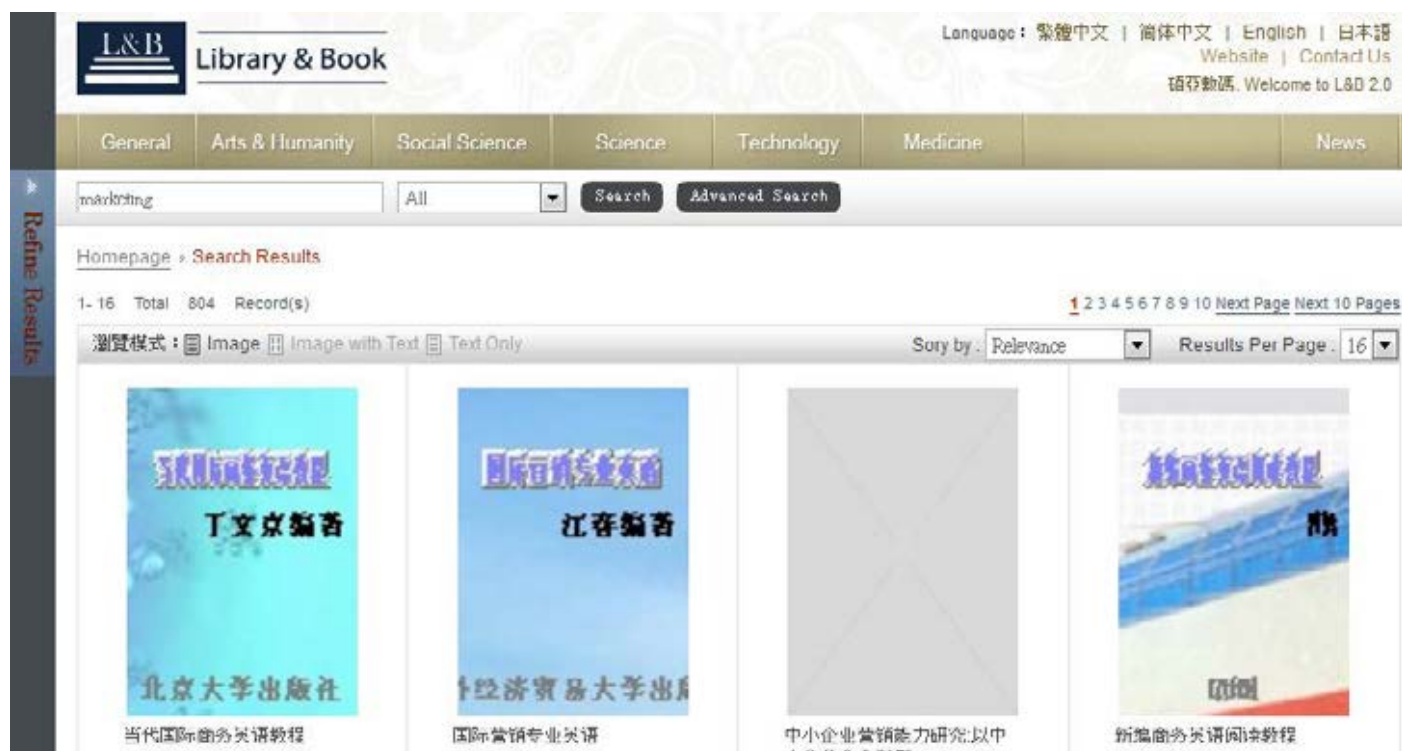 L&B
Library & Book
Language：繁體中文 | 简体中文 | English | 日本語
Website | Contact Us
碩亞數碼. Welcome to L&B 2.0
General Arts & Humanity Social Science Science Technology Medicine News
marketing All Search Advanced Search
Refine Results
Homepage » Search Results
1- 16 Total 804 Record(s)
1 2 3 4 5 6 7 8 9 10 Next Page Next 10 Pages
瀏覽模式： Image Image with Text Text Only
Sory by . Relevance Results Per Page . 16
丁文京编著
江春编著
北京大学出版社
经济贸易大学出
当代国际商务英语教程
国际营销专业英语
中小企业营销能力研究:以中
新编商务英语阅读教程